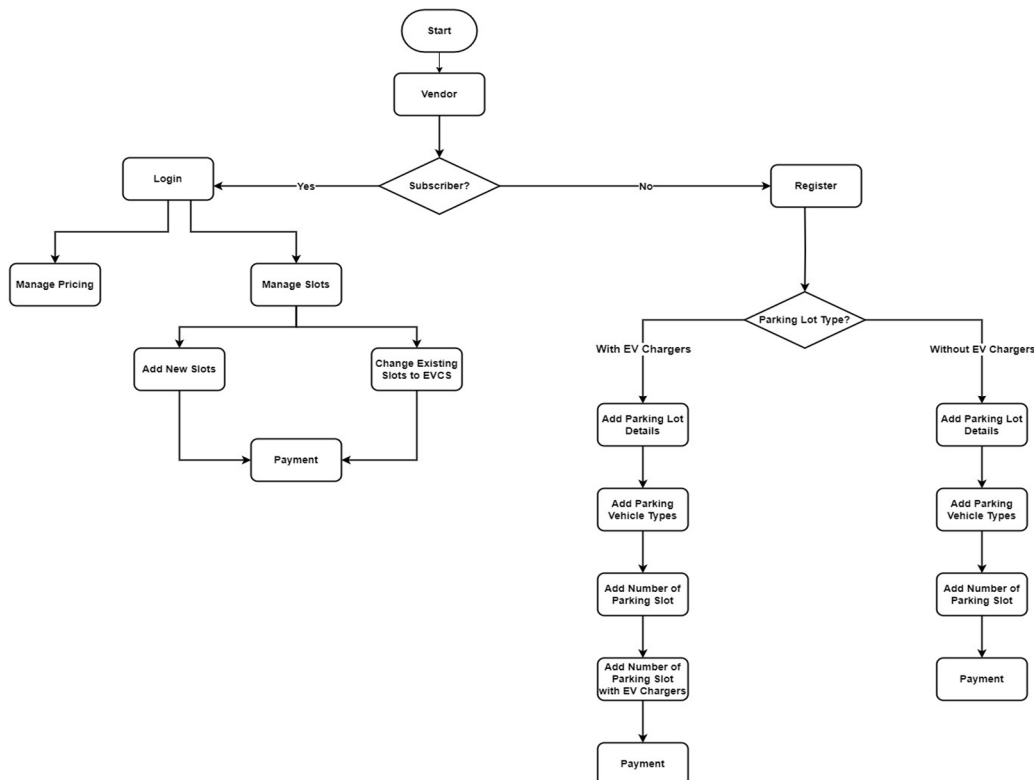 Start
Vendor
Login
Yes
Subscriber?
No
Register
Manage Pricing
Manage Slots
Parking Lot Type?
With EV Chargers
Without EV Chargers
Add New Slots
Change Existing
Slots to EVCS
Add Parking Lot
Details
Add Parking Lot
Details
Payment
Add Parking
Vehicle Types
Add Parking
Vehicle Types
Add Number of
Parking Slot
Add Number of
Parking Slot
Add Number of
Parking Slot
with EV Chargers
Payment
Payment